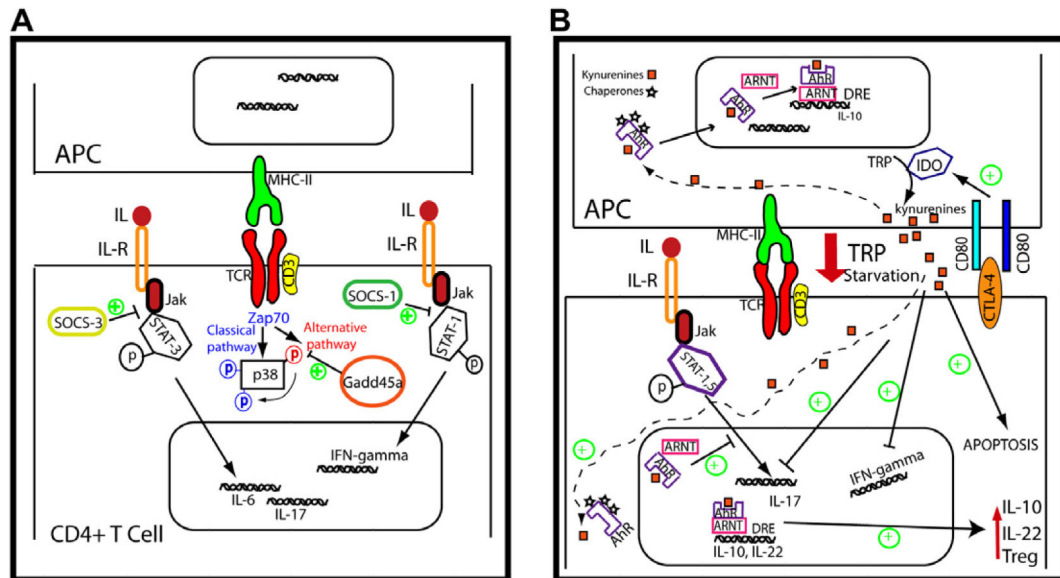 A
APC
MHC-II
IL
IL
IL-R
IL-R
TCR
CD3
Jak
Jak
SOCS-3
SOCS-1
STAT-3
STAT-1
Zap70
Classical
pathway
Alternative
pathway
p
p
p
p
p
p38
Gadd45a
+
+
+
IFN-gamma
IL-6
IL-17
CD4+ T Cell
B
Kynurenines
Chaperones
ARNT
AhR
AhR
ARNT
DRE
IL-10
AhR
TRP
IDO
+
kynurenines
APC
MHC-II
TRP
Starvation
CD80
CD80
CTLA-4
IL
IL-R
TCR
CD3
Jak
STAT-1,5
p
+
+
+
APOPTOSIS
+
ARNT
AhR
+
IL-17
IFN-gamma
AhR
AhR
ARNT
DRE
IL-10, IL-22
+
IL-10
IL-22
Treg